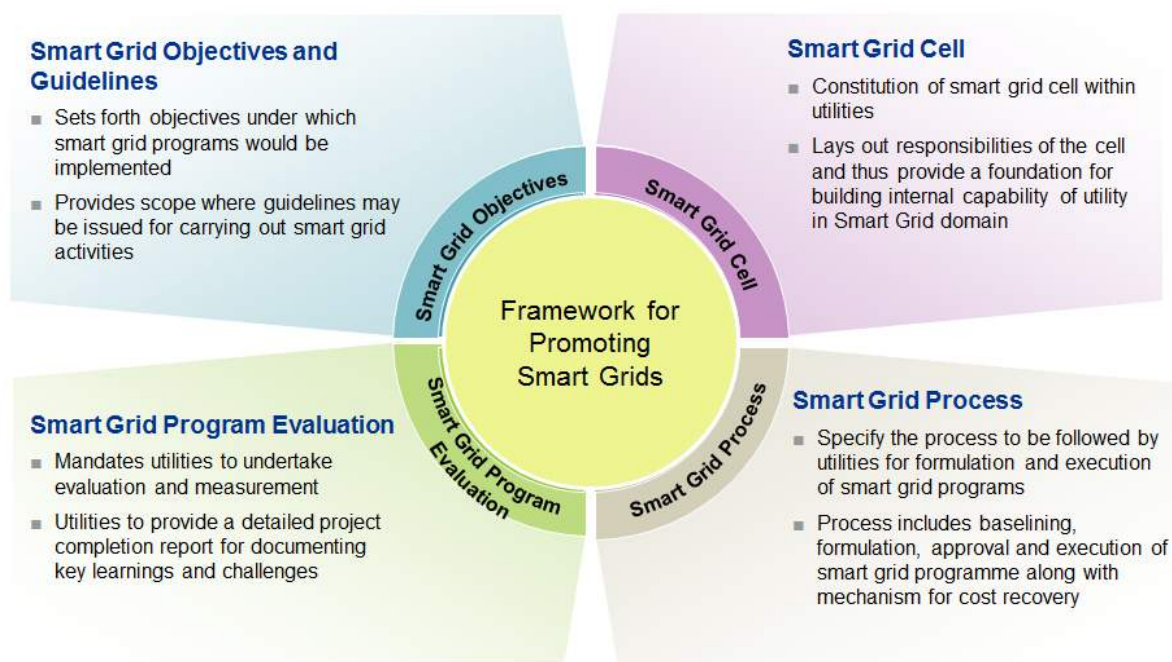 Smart Grid Objectives and
Guidelines
■ Sets forth objectives under which
smart grid programs would be
implemented
■ Provides scope where guidelines may
be issued for carrying out smart grid
activities
Smart Grid Cell
■ Constitution of smart grid cell within
utilities
■ Lays out responsibilities of the cell
and thus provide a foundation for
building internal capability of utility
in Smart Grid domain
Smart Grid Objectives
Smart Grid Cell
Framework for
Promoting
Smart Grids
Smart Grid Program
Evaluation
Smart Grid Process
Smart Grid Program Evaluation
■ Mandates utilities to undertake
evaluation and measurement
■ Utilities to provide a detailed project
completion report for documenting
key learnings and challenges
Smart Grid Process
■ Specify the process to be followed by
utilities for formulation and execution
of smart grid programs
■ Process includes baselining,
formulation, approval and execution of
smart grid programme along with
mechanism for cost recovery